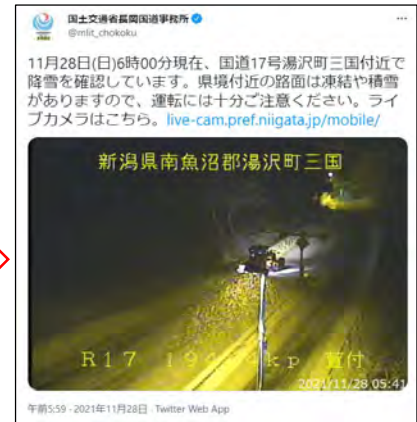 国土交通省長岡国道事務所
@mlit_chokoku
11月28日(日)6時00分現在、国道17号湯沢町三国付近で
降雪を確認しています。県境付近の路面は凍結や積雪
がありますので、運転には十分ご注意ください。ライ
ブカメラはこちら。live-cam.pref.niigata.jp/mobile/
新潟県南魚沼郡湯沢町三国
R17 kp
2021/11/28 05:41
午前5:59 · 2021年11月28日 · Twitter Web App